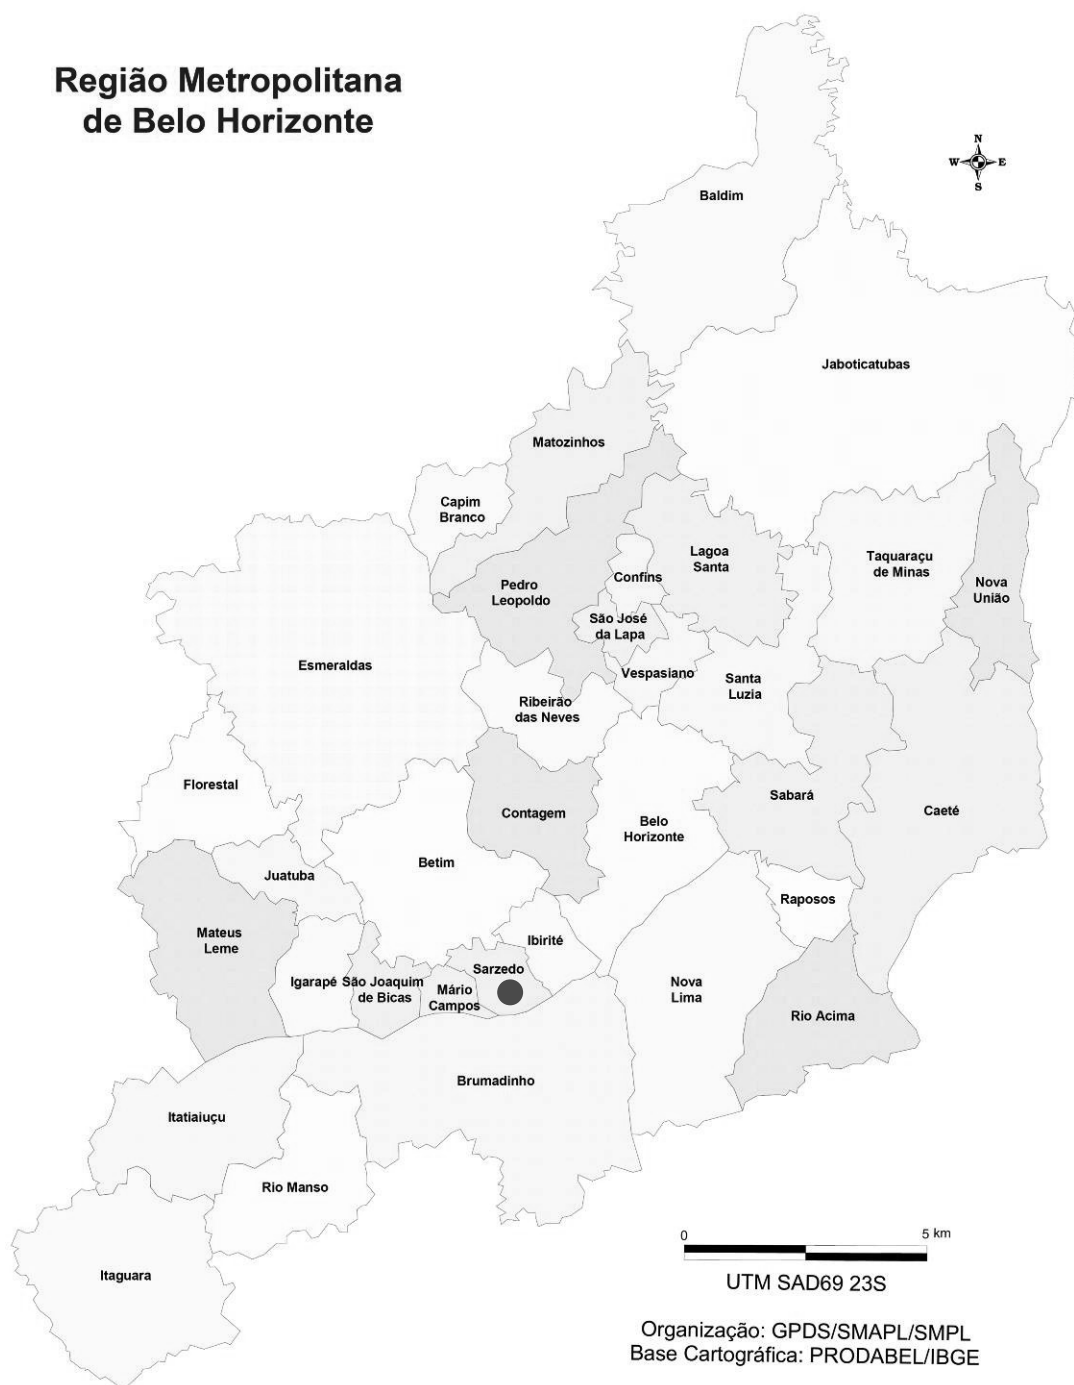 Região Metropolitana
de Belo Horizonte
N
W E
S
Baldim
Jaboticatubas
Matozinhos
Capim
Branco
Lagoa
Santa
Taquaraçu
de Minas
Nova
União
Confins
Pedro
Leopoldo
São José
da Lapa
Esmeraldas
Vespasiano
Santa
Luzia
Ribeirão
das Neves
Florestal
Contagem
Belo
Horizonte
Sabará
Caeté
Betim
Juatuba
Raposos
Mateus
Leme
Ibirité
Sarzedo
Igarapé
São Joaquim
de Bicas
Mário
Campos
Nova
Lima
Rio Acima
Brumadinho
Itatiaiuçu
Rio Manso
Itaguara
0 5 km
UTM SAD69 23S
Organização: GPDS/SMAPL/SMPL
Base Cartográfica: PRODABEL/IBGE